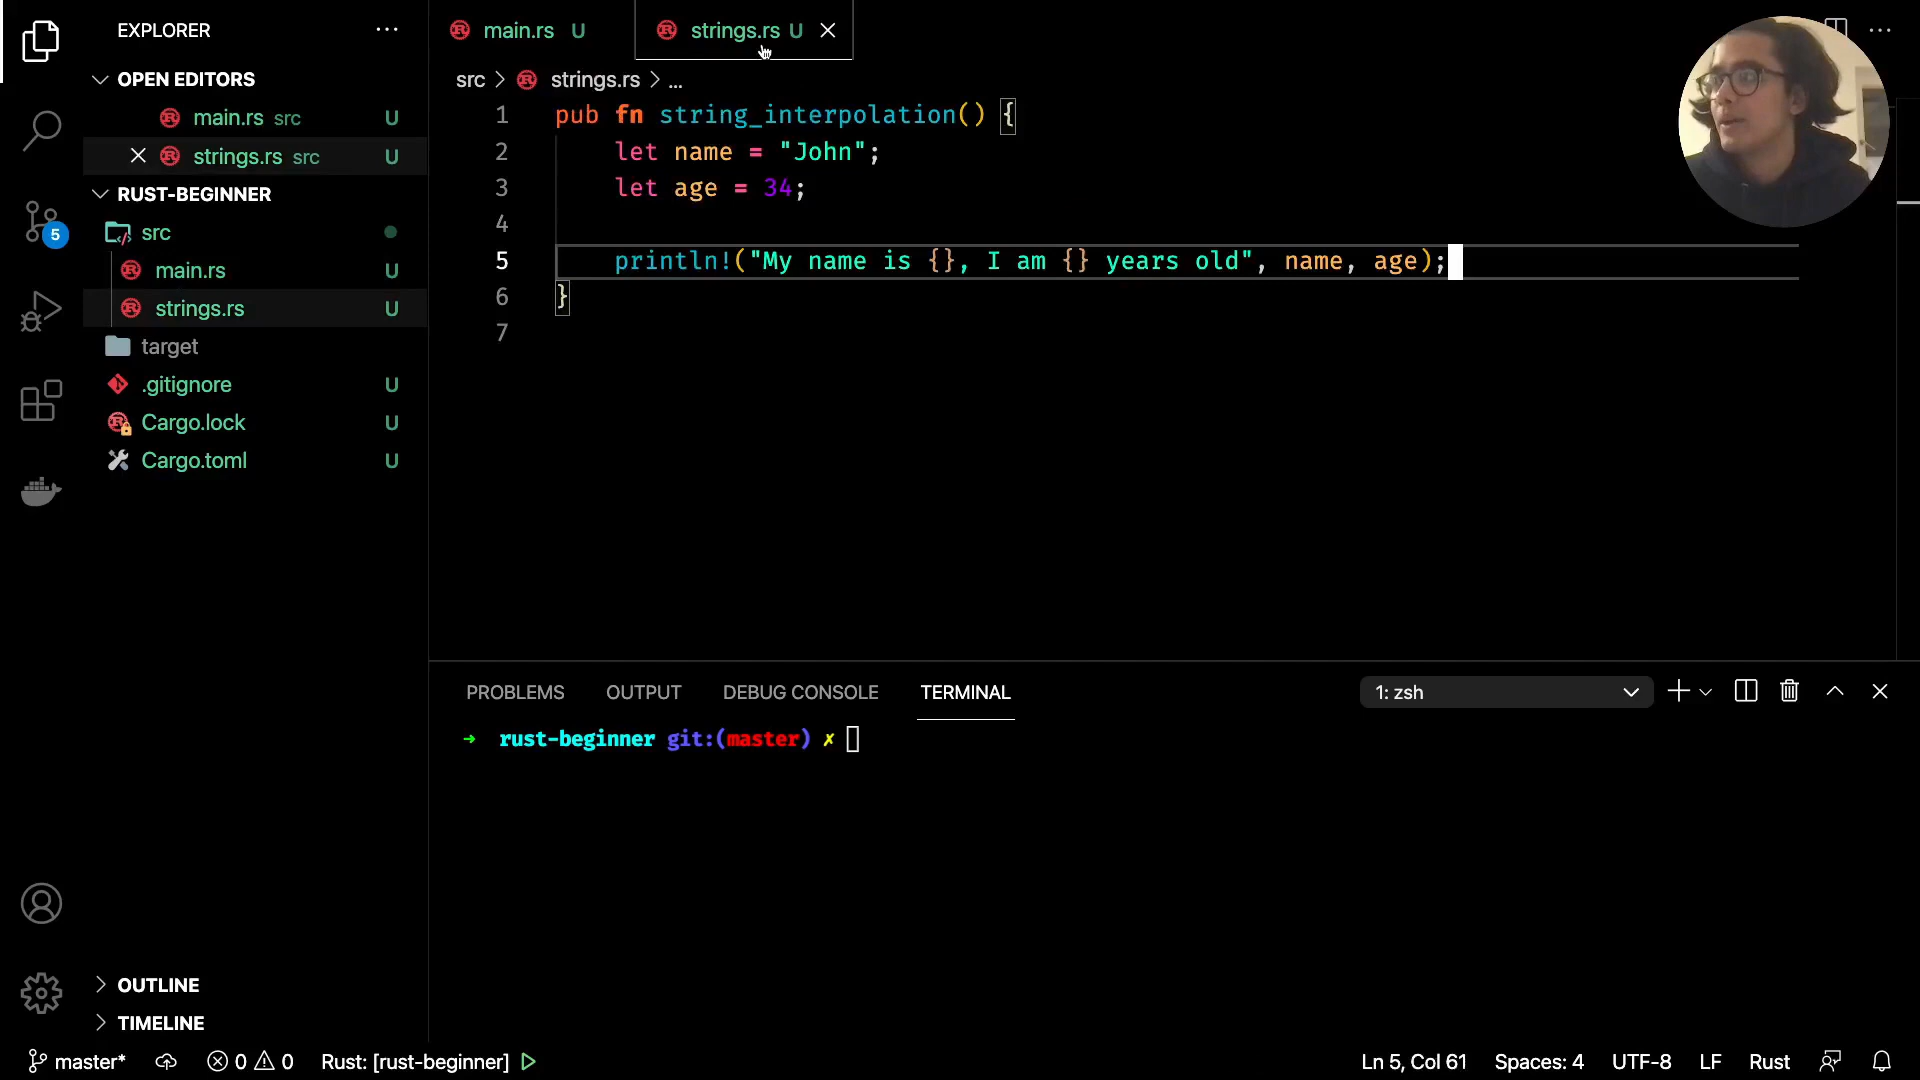 EXPLORER
OPEN EDITORS
main.rs src U
strings.rs src U
RUST-BEGINNER
src
main.rs U
strings.rs U
target
.gitignore U
Cargo.lock U
Cargo.toml U
5
OUTLINE
TIMELINE
main.rs U
strings.rs U
src > strings.rs > ...
1 pub fn string_interpolation() {
2 let name = "John";
3 let age = 34;
4
5 println!("My name is {}, I am {} years old", name, age);
6 }
7
PROBLEMS OUTPUT DEBUG CONSOLE TERMINAL 1: zsh
→ rust-beginner git:(master) ✗
master* 0 0 Rust: [rust-beginner] Ln 5, Col 61 Spaces: 4 UTF-8 LF Rust